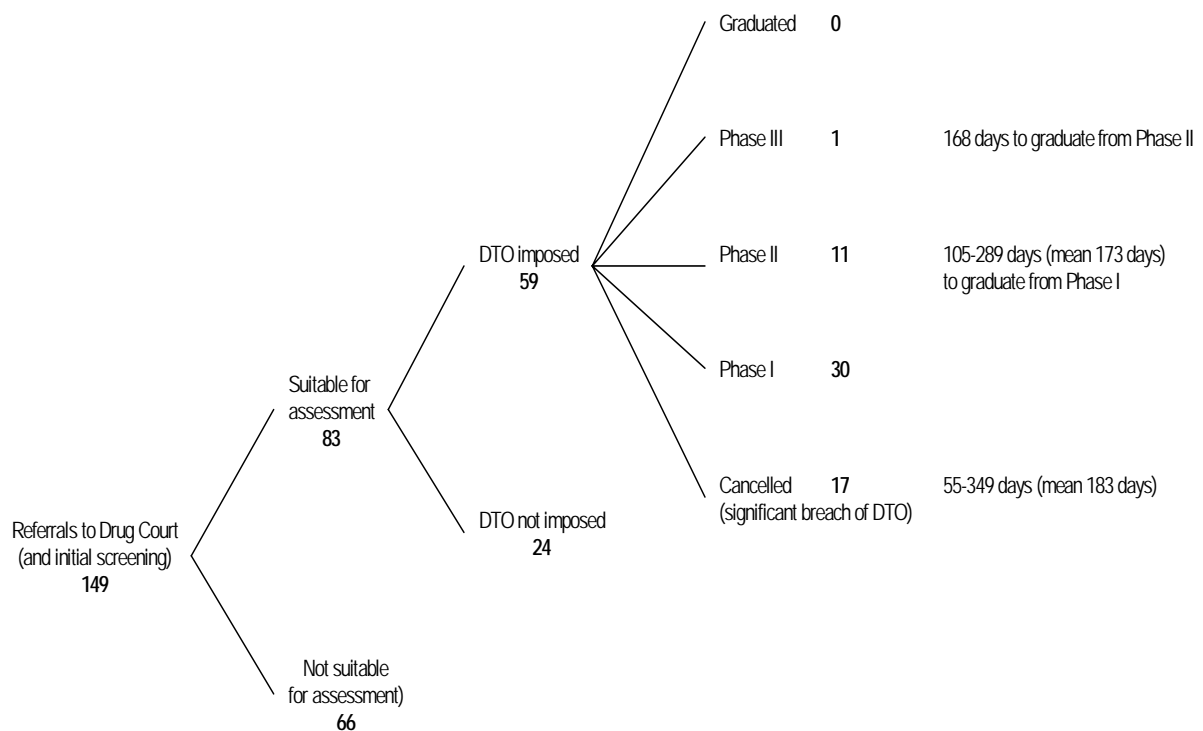 Graduated 0
Phase III 1 168 days to graduate from Phase II
DTO imposed
59
Phase II 11 105-289 days (mean 173 days)
to graduate from Phase I
Phase I 30
Suitable for
assessment
83
Cancelled 17 55-349 days (mean 183 days)
(significant breach of DTO)
DTO not imposed
24
Referrals to Drug Court
(and initial screening)
149
Not suitable
for assessment)
66